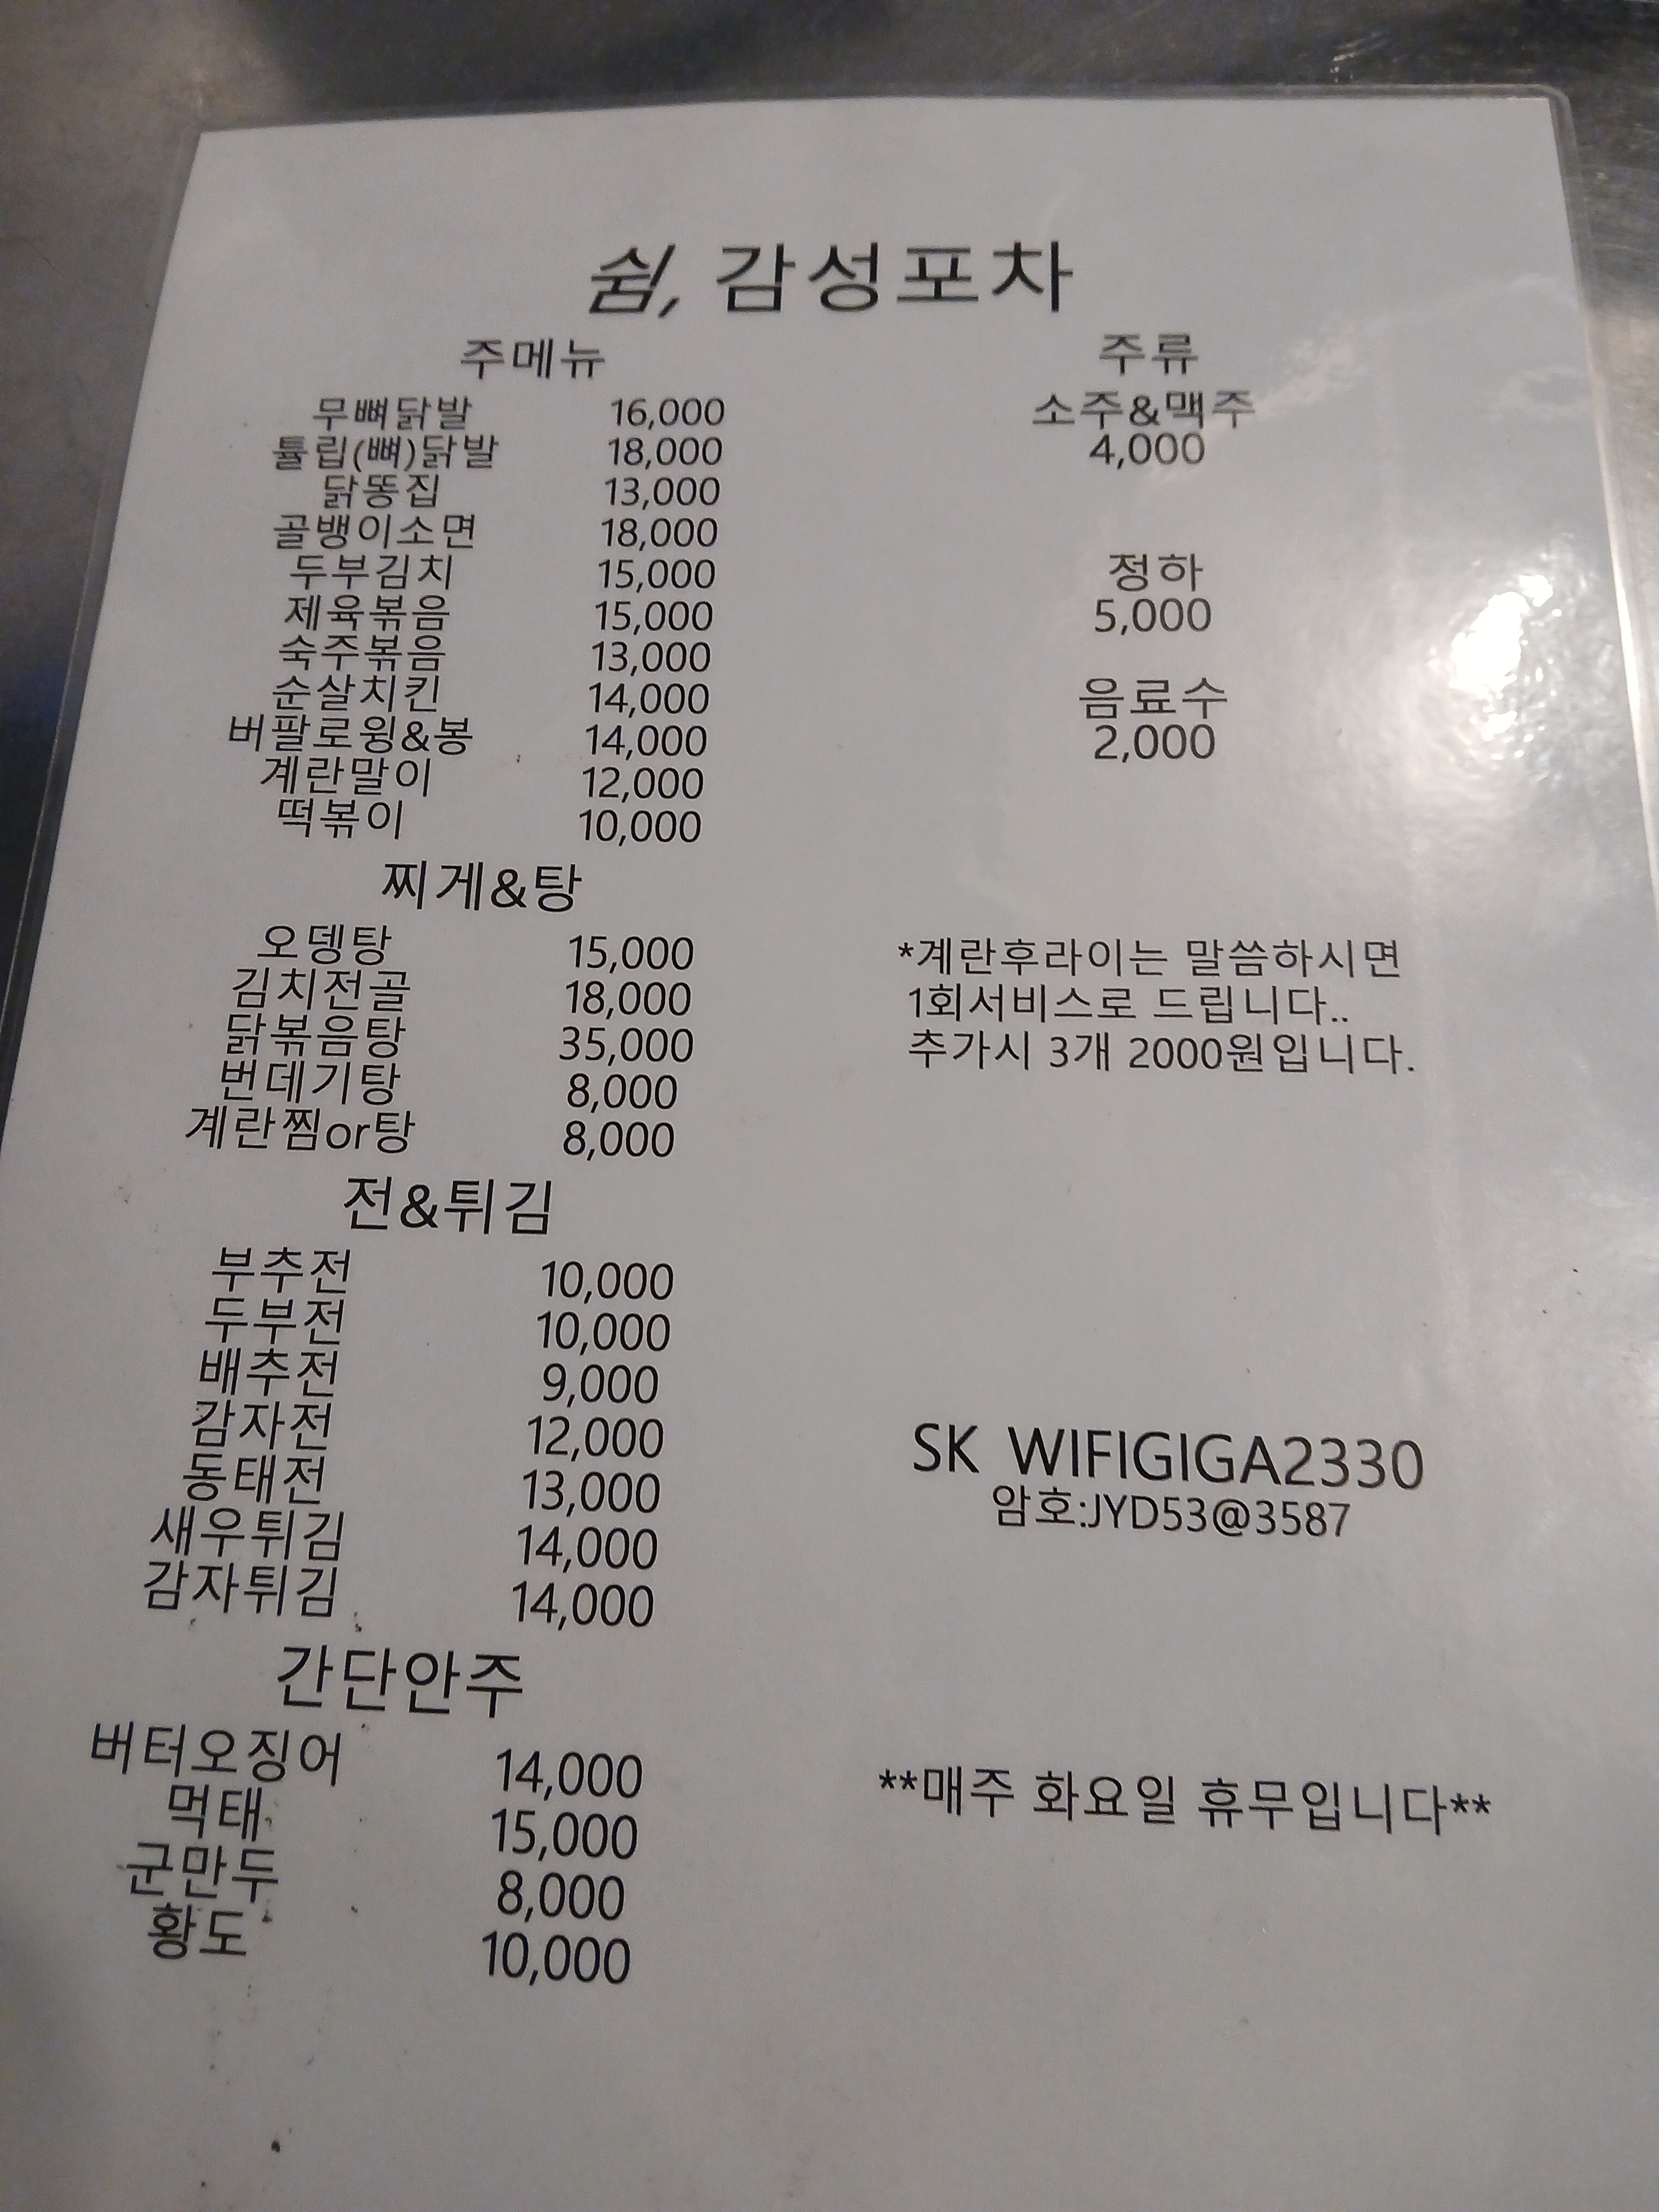 쉼, 감성포차
주메뉴
무뼈닭발 16,000
튤립(뼈)닭발 18,000
닭똥집 13,000
골뱅이소면 18,000
두부김치 15,000
제육볶음 15,000
숙주볶음 13,000
순살치킨 14,000
버팔로윙&봉 14,000
계란말이 12,000
떡볶이 10,000
찌게&탕
오뎅탕 15,000
김치전골 18,000
닭볶음탕 35,000
번데기탕 8,000
계란찜or탕 8,000
전&튀김
부추전 10,000
두부전 10,000
배추전 9,000
감자전 12,000
동태전 13,000
새우튀김 14,000
감자튀김 14,000
간단안주
버터오징어 14,000
먹태 15,000
군만두 8,000
황도 10,000
주류
소주&맥주
4,000
정하
5,000
음료수
2,000
*계란후라이는 말씀하시면
1회서비스로 드립니다..
추가시 3개 2000원입니다.
SK WIFIGIGA2330
암호:JYD53@3587
**매주 화요일 휴무입니다**